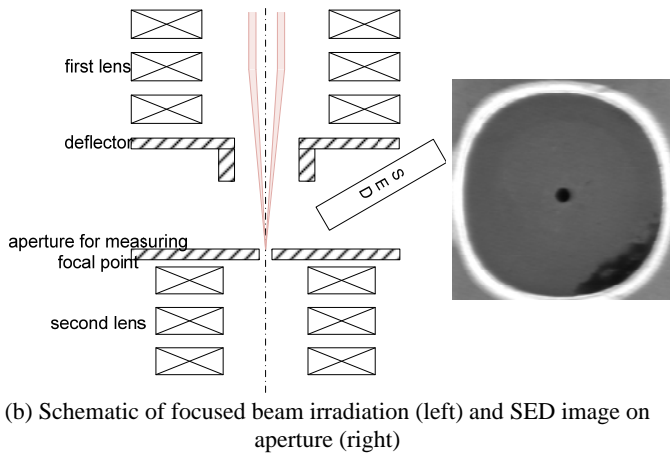 first lens
deflector
SED
aperture for measuring
focal point
second lens
(b) Schematic of focused beam irradiation (left) and SED image on
aperture (right)